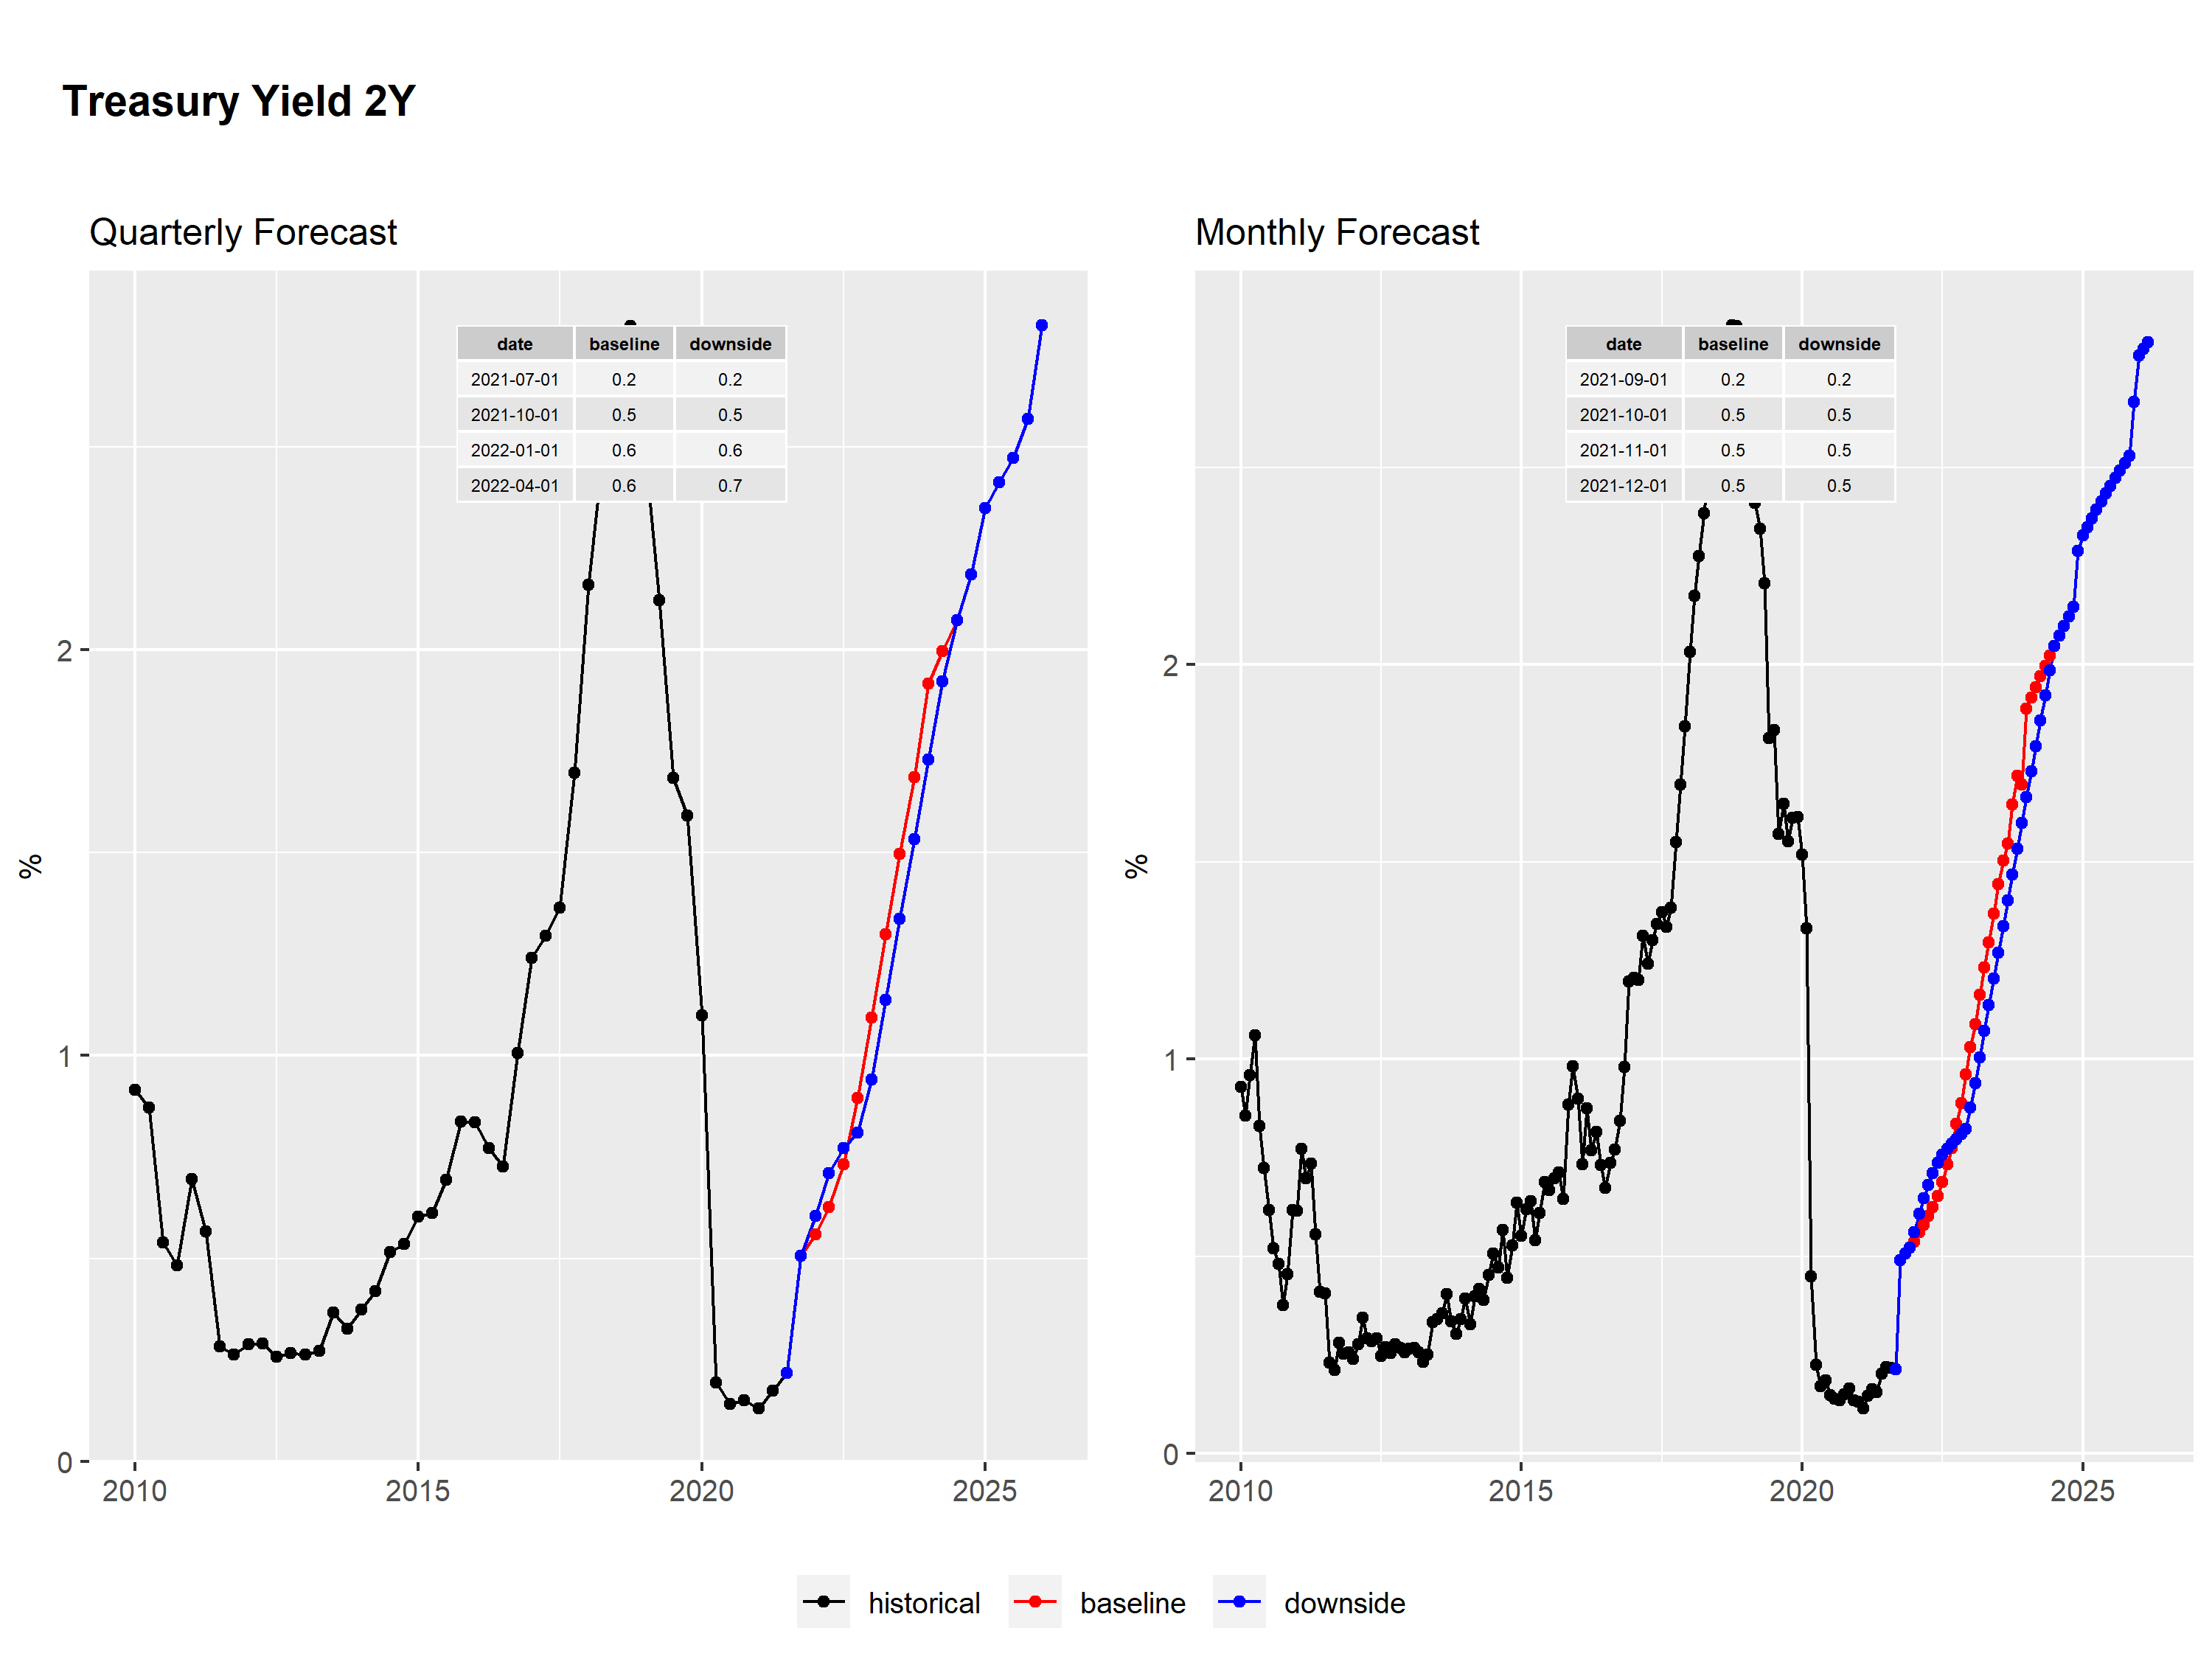 Treasury Yield 2Y
Quarterly Forecast
date baseline downside
2021-07-01 0.2 0.2
2021-10-01 0.5 0.5
2022-01-01 0.6 0.6
2022-04-01 0.6 0.7
%
2
1
0
2010 2015 2020 2025
Monthly Forecast
date baseline downside
2021-09-01 0.2 0.2
2021-10-01 0.5 0.5
2021-11-01 0.5 0.5
2021-12-01 0.5 0.5
%
2
1
0
2010 2015 2020 2025
historical baseline downside